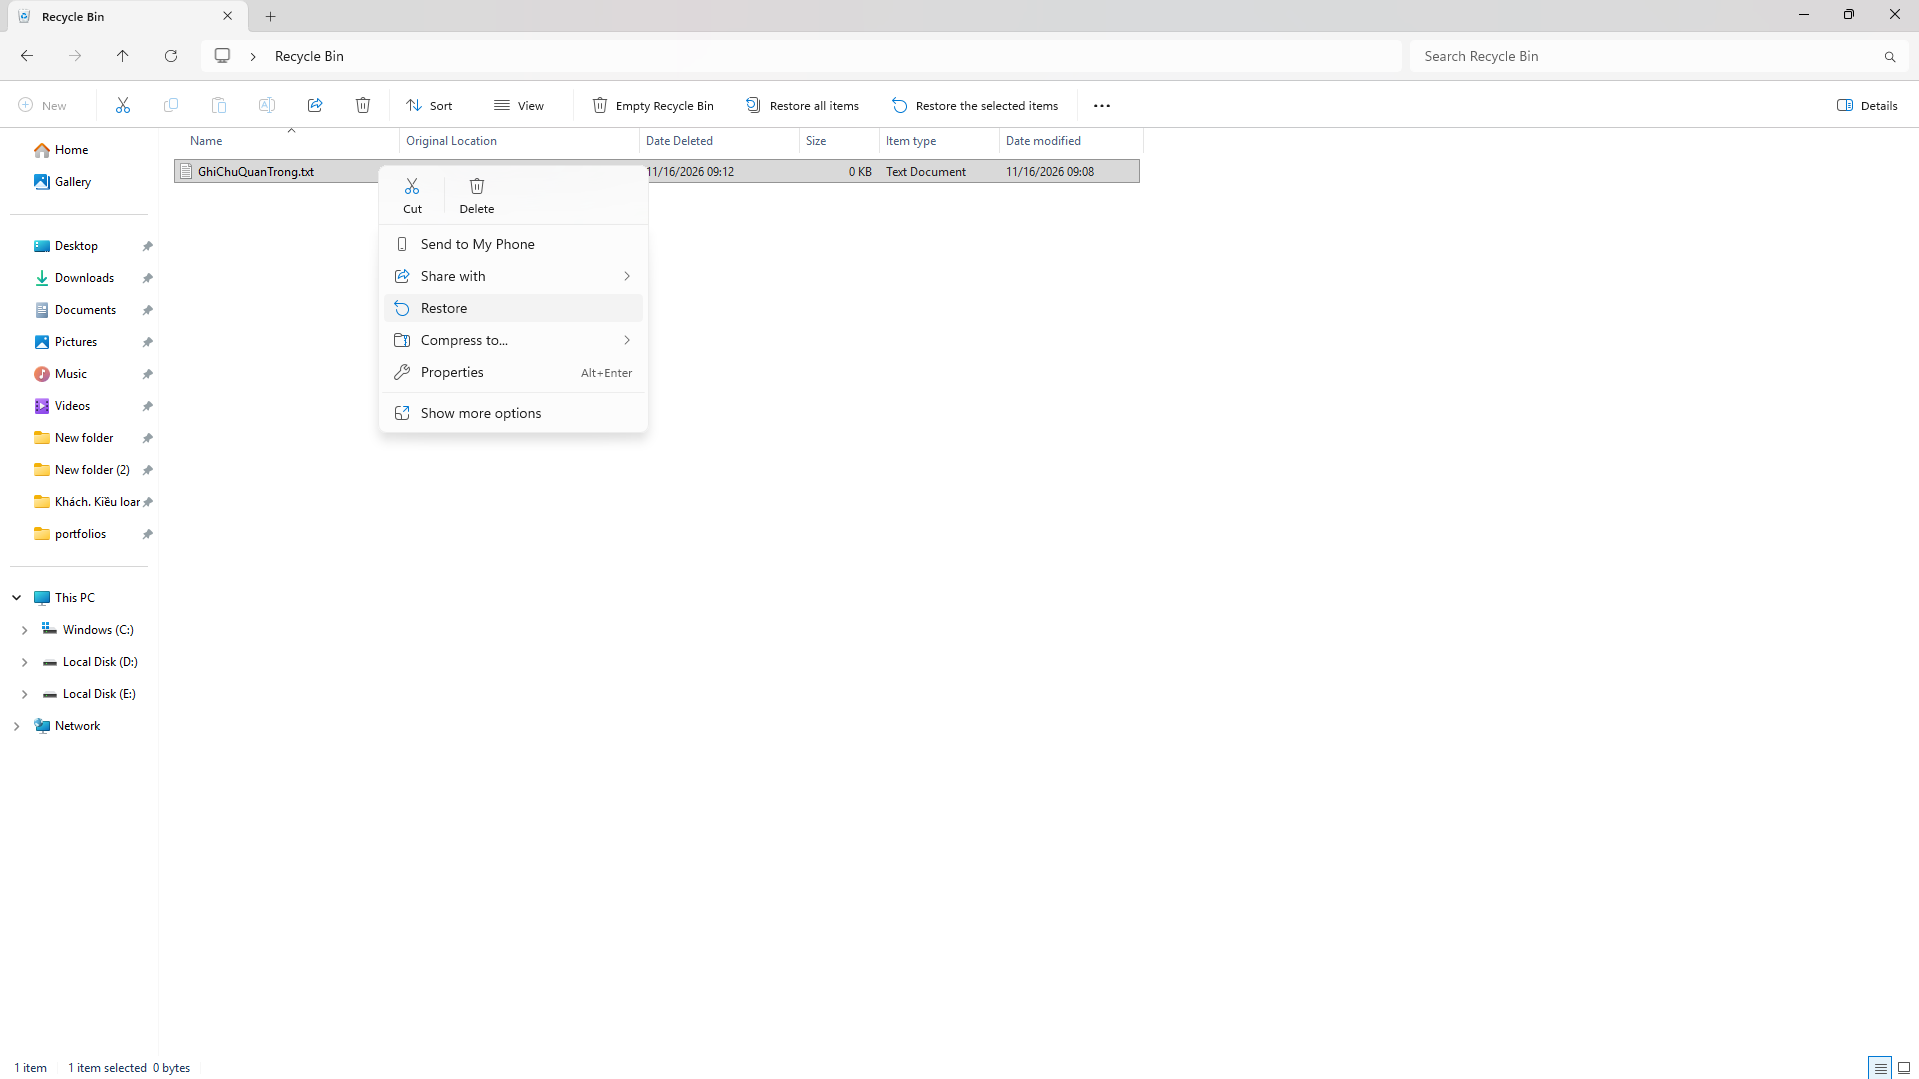 Recycle Bin
Recycle Bin
Search Recycle Bin
New
Sort
View
Empty Recycle Bin
Restore all items
Restore the selected items
Details
Name
Original Location
Date Deleted
Size
Item type
Date modified
GhiChuQuanTrong.txt
11/16/2026 09:12
0 KB
Text Document
11/16/2026 09:08
Cut
Delete
Send to My Phone
Share with
Restore
Compress to...
Properties
Alt+Enter
Show more options
Home
Gallery
Desktop
Downloads
Documents
Pictures
Music
Videos
New folder
New folder (2)
Khách. Kiều loar
portfolios
This PC
Windows (C:)
Local Disk (D:)
Local Disk (E:)
Network
1 item
1 item selected 0 bytes